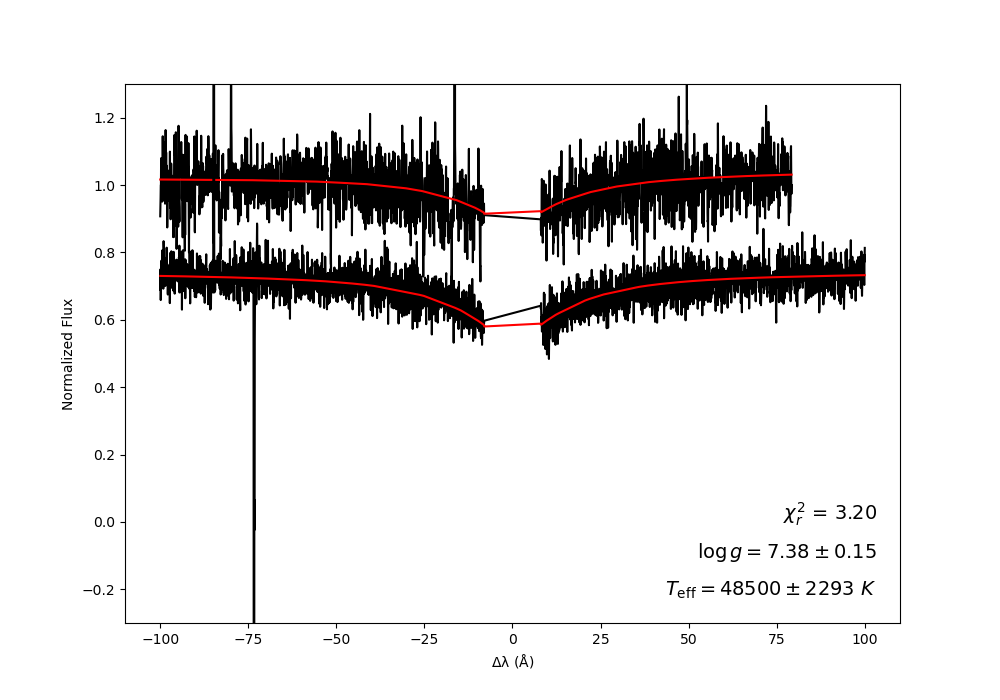 1.2
1.0
0.8
0.6
0.4
0.2
0.0
−0.2
Normalized Flux
χ²ᵣ = 3.20
log g = 7.38 ± 0.15
T_eff = 48500 ± 2293 K
−100 −75 −50 −25 0 25 50 75 100
Δλ (Å)